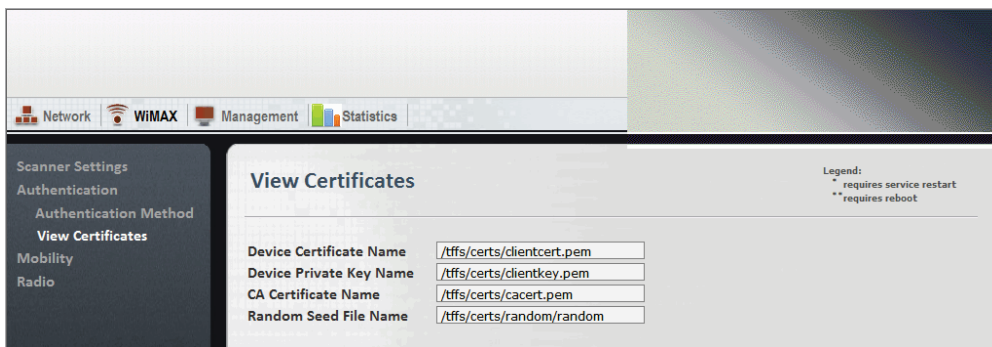 Network WiMAX Management Statistics
Scanner Settings
Authentication
Authentication Method
View Certificates
Mobility
Radio
View Certificates
Legend:
* requires service restart
** requires reboot
Device Certificate Name /tffs/certs/clientcert.pem
Device Private Key Name /tffs/certs/clientkey.pem
CA Certificate Name /tffs/certs/cacert.pem
Random Seed File Name /tffs/certs/random/random